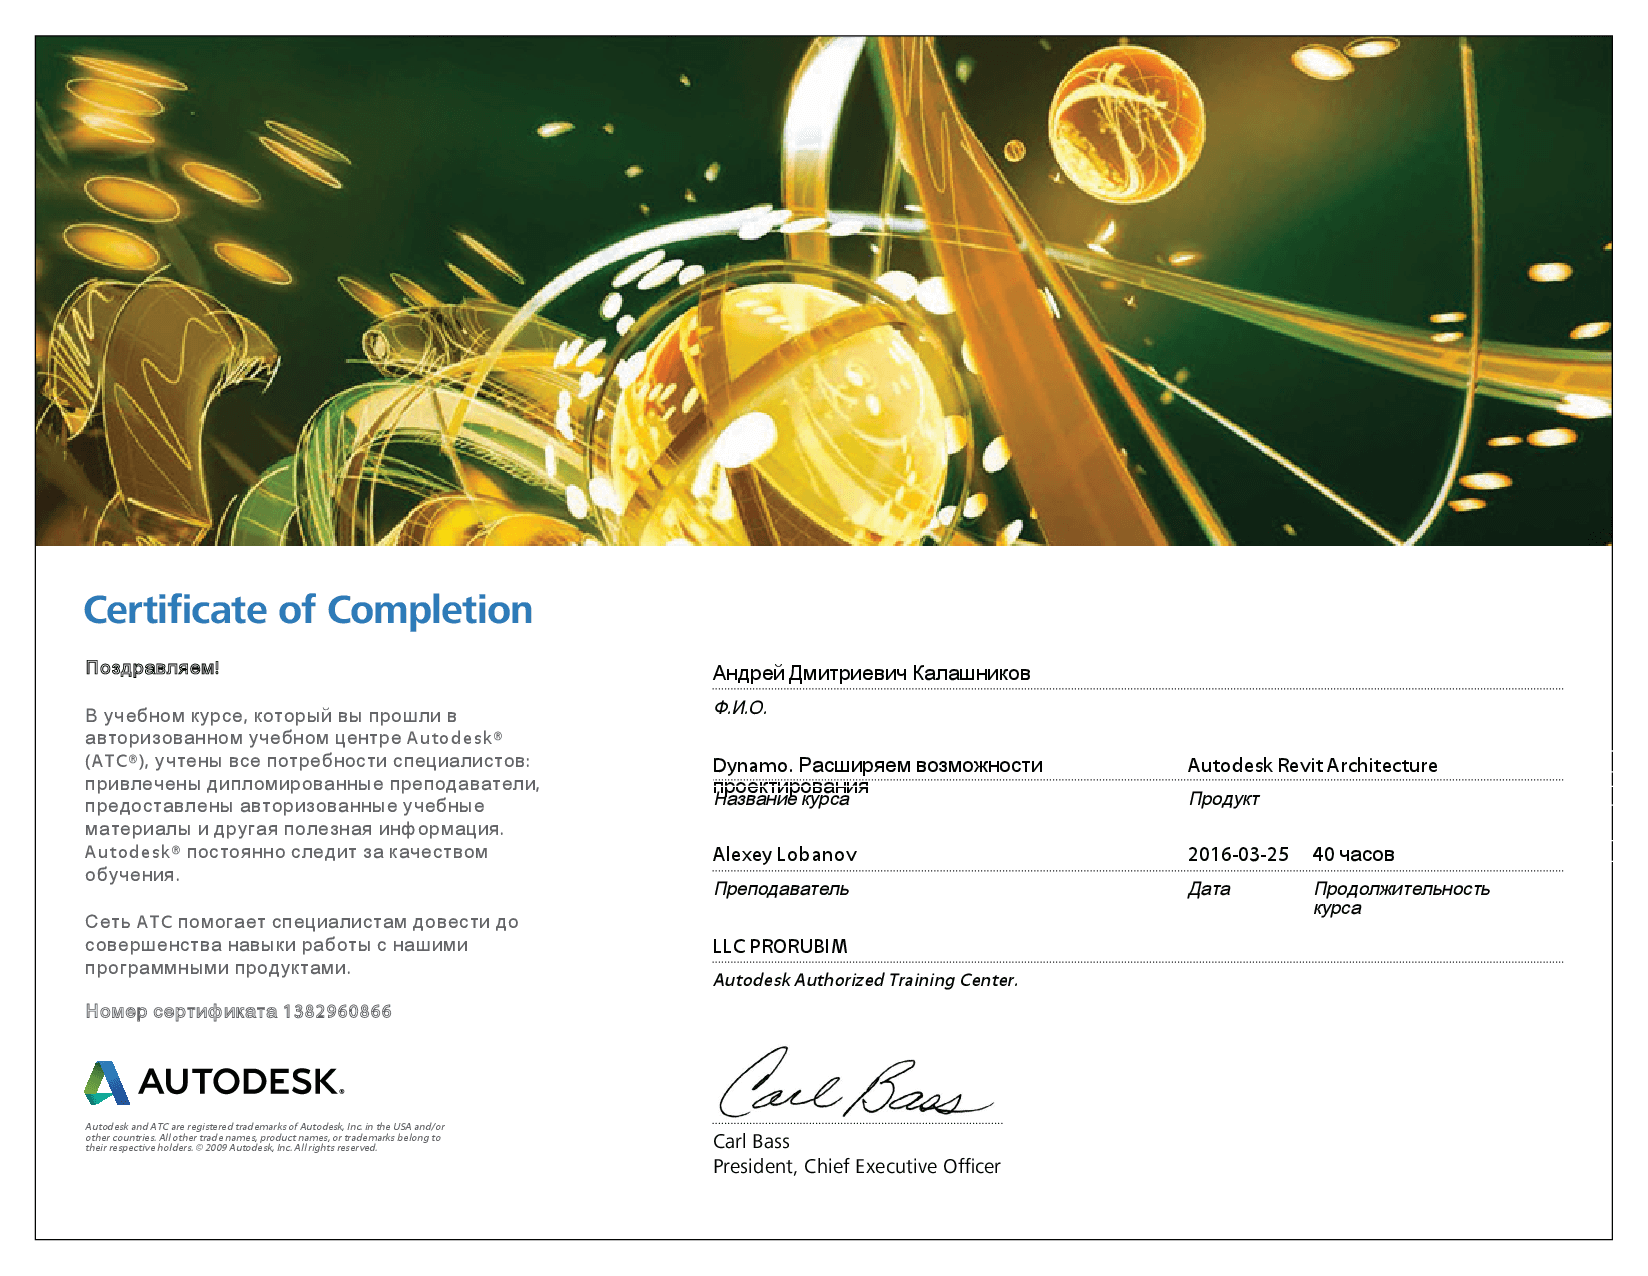 Certificate of Completion
Поздравляем!
В учебном курсе, который вы прошли в
авторизованном учебном центре Autodesk®
(ATC®), учтены все потребности специалистов:
привлечены дипломированные преподаватели,
предоставлены авторизованные учебные
материалы и другая полезная информация.
Autodesk® постоянно следит за качеством
обучения.
Сеть ATC помогает специалистам довести до
совершенства навыки работы с нашими
программными продуктами.
Номер сертификата 1382960866
AUTODESK.
Autodesk and ATC are registered trademarks of Autodesk, Inc. in the USA and/or
other countries. All other trade names, product names, or trademarks belong to
their respective holders. © 2009 Autodesk, Inc. All rights reserved.
Андрей Дмитриевич Калашников
Ф.И.О.
Dynamo. Расширяем возможности
проектирования
Название курса
Autodesk Revit Architecture
Продукт
Alexey Lobanov
Преподаватель
2016-03-25
Дата
40 часов
Продолжительность
курса
LLC PRORUBIM
Autodesk Authorized Training Center.
Carl Bass
Carl Bass
President, Chief Executive Officer